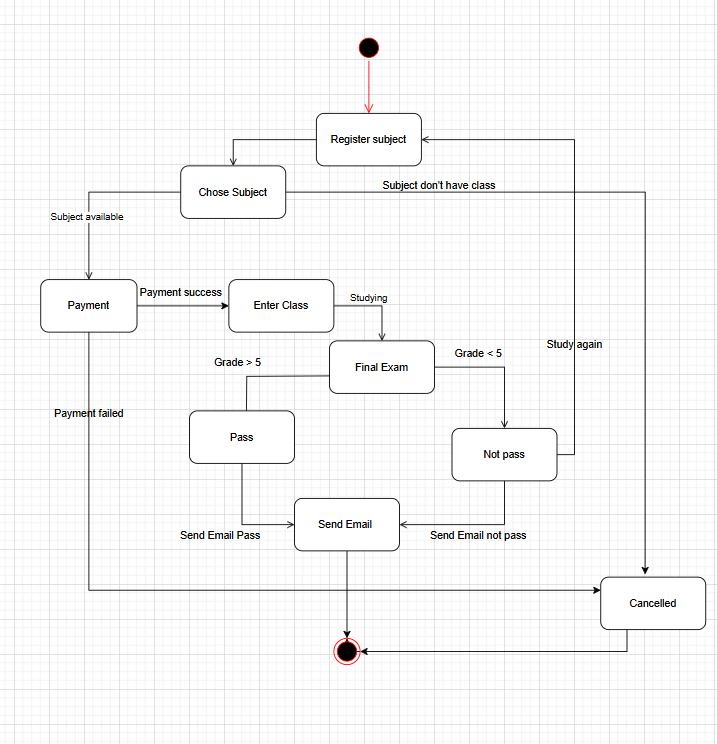 Register subject
Chose Subject
Subject don't have class
Subject available
Payment
Payment success
Enter Class
Studying
Final Exam
Grade > 5
Grade < 5
Study again
Payment failed
Pass
Not pass
Send Email
Send Email Pass
Send Email not pass
Cancelled